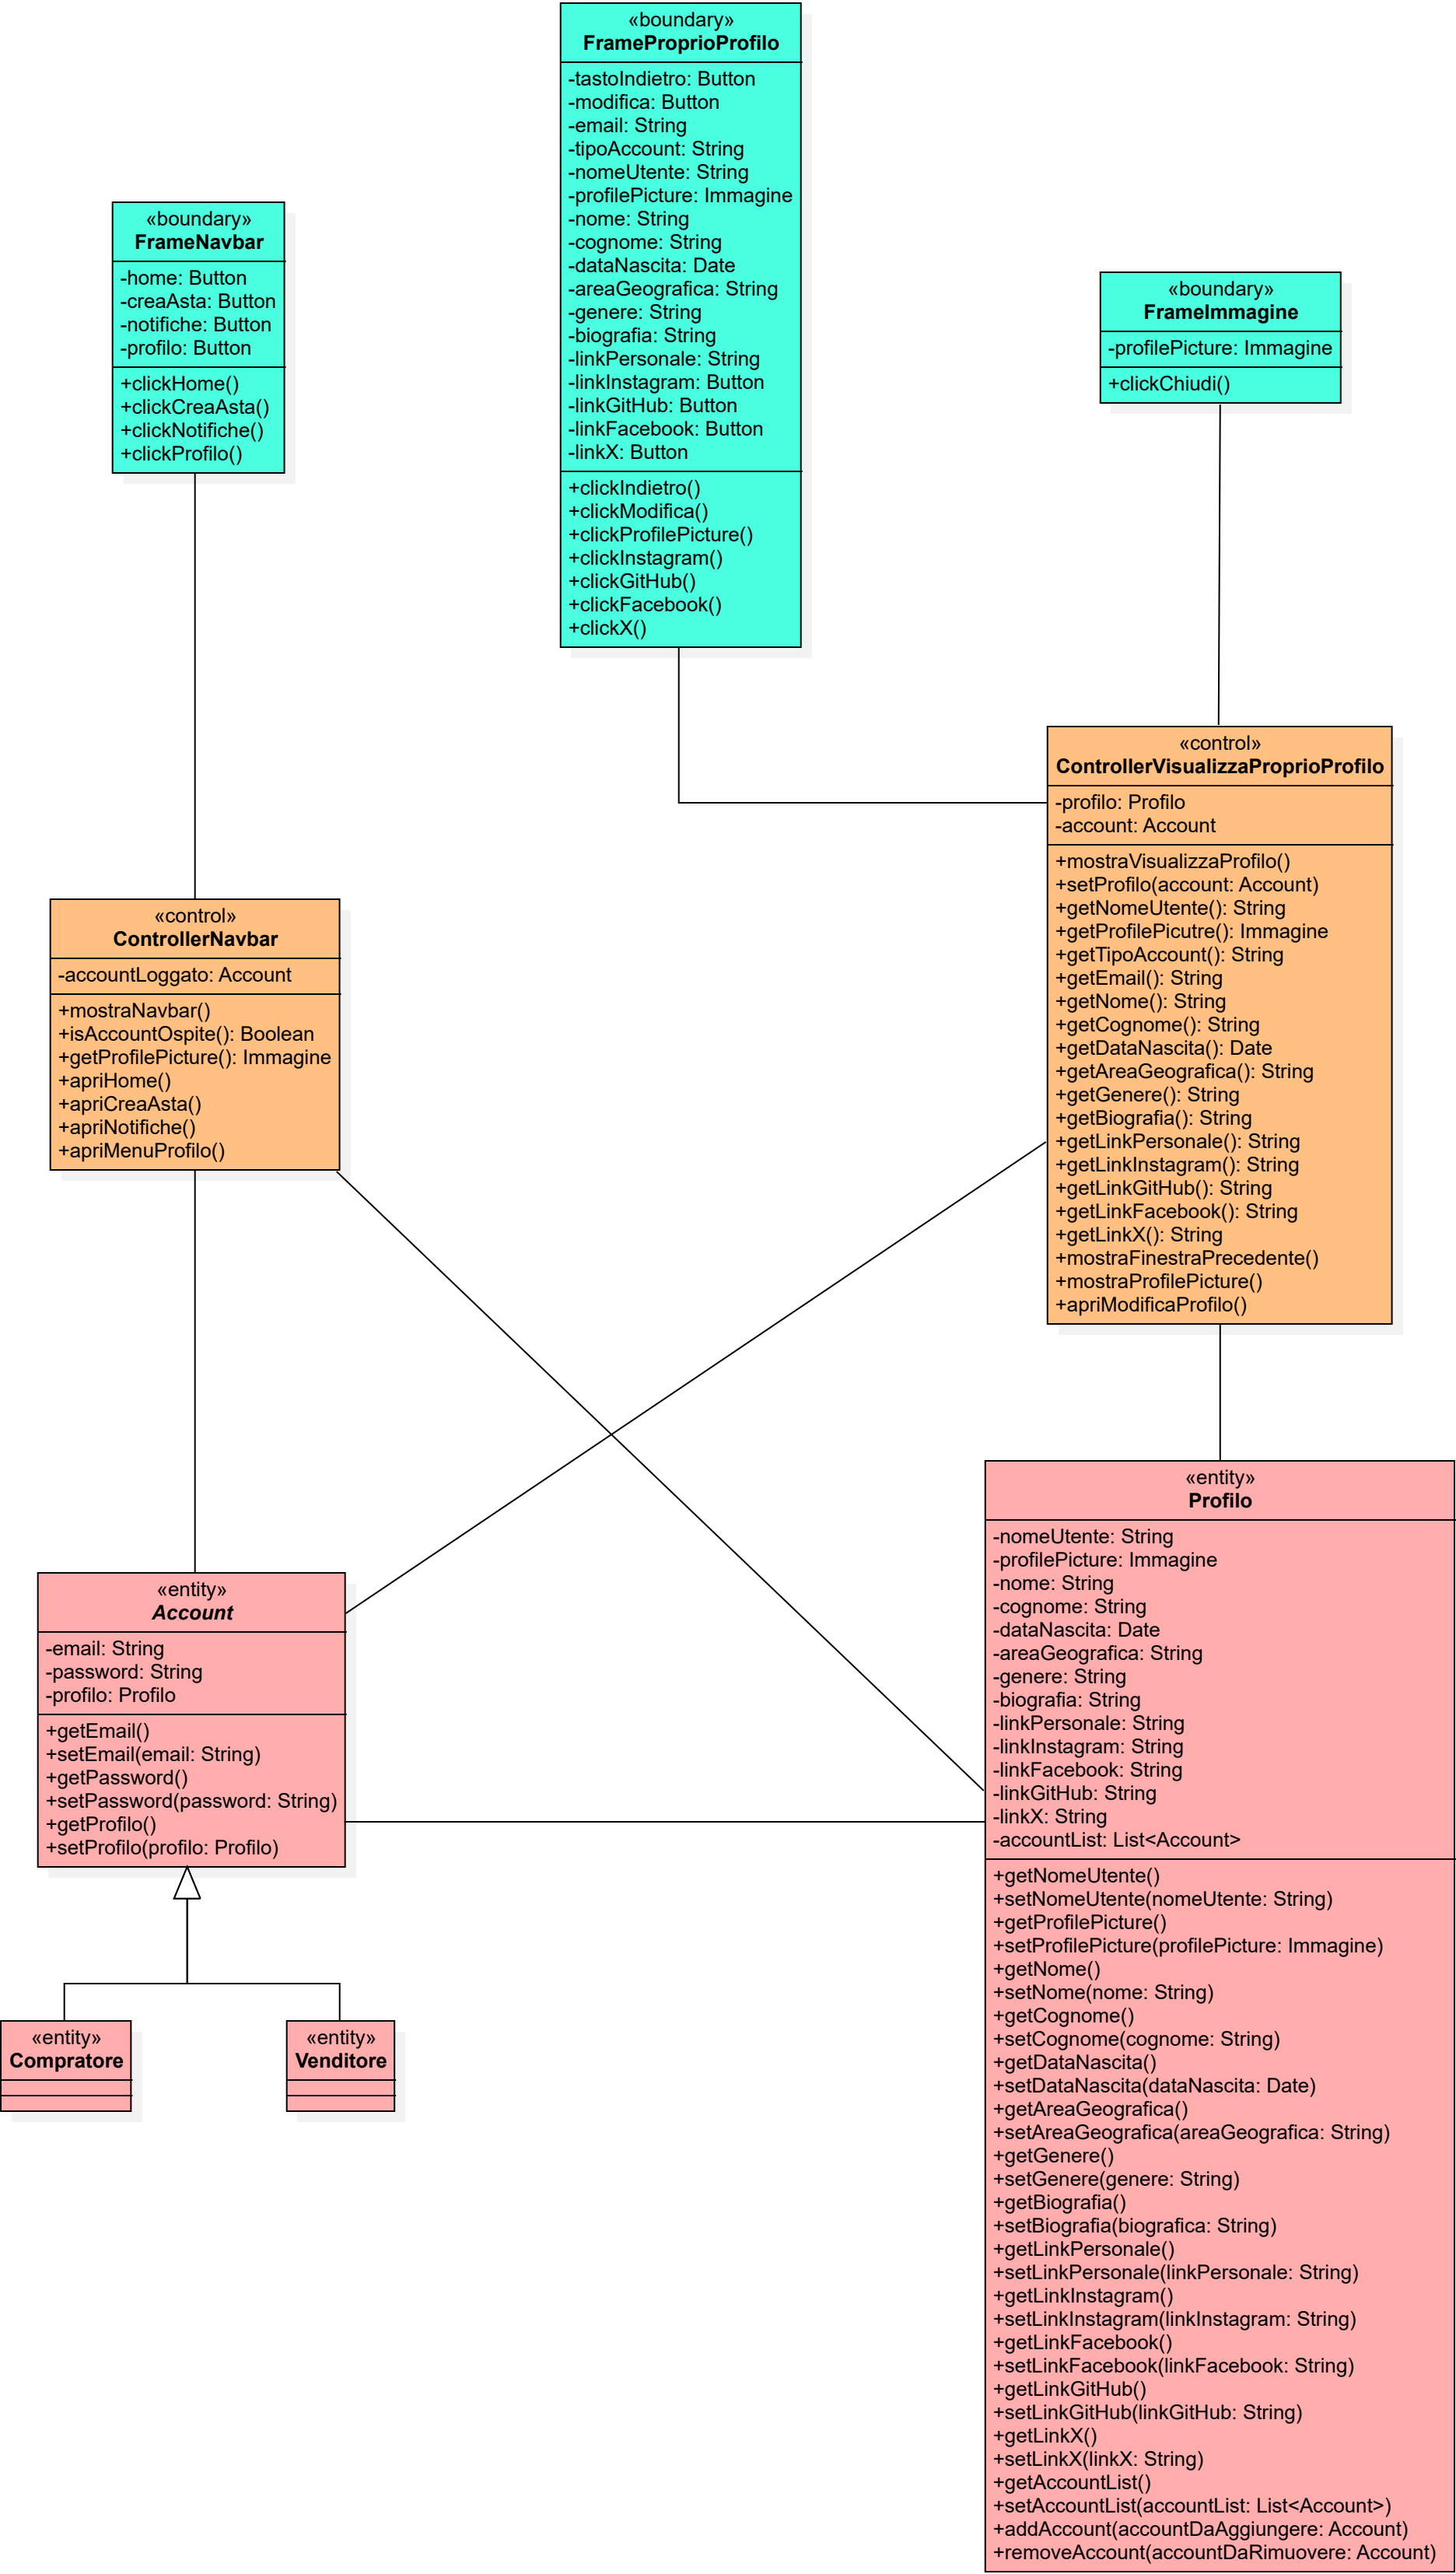 «boundary»
FrameProprioProfilo
-tastoIndietro: Button
-modifica: Button
-email: String
-tipoAccount: String
-nomeUtente: String
-profilePicture: Immagine
-nome: String
-cognome: String
-dataNascita: Date
-areaGeografica: String
-genere: String
-biografia: String
-linkPersonale: String
-linkInstagram: Button
-linkGitHub: Button
-linkFacebook: Button
-linkX: Button
+clickIndietro()
+clickModifica()
+clickProfilePicture()
+clickInstagram()
+clickGitHub()
+clickFacebook()
+clickX()
«boundary»
FrameNavbar
-home: Button
-creaAsta: Button
-notifiche: Button
-profilo: Button
+clickHome()
+clickCreaAsta()
+clickNotifiche()
+clickProfilo()
«boundary»
FrameImmagine
-profilePicture: Immagine
+clickChiudi()
«control»
ControllerVisualizzaProprioProfilo
-profilo: Profilo
-account: Account
+mostraVisualizzaProfilo()
+setProfilo(account: Account)
+getNomeUtente(): String
+getProfilePicutre(): Immagine
+getTipoAccount(): String
+getEmail(): String
+getNome(): String
+getCognome(): String
+getDataNascita(): Date
+getAreaGeografica(): String
+getGenere(): String
+getBiografia(): String
+getLinkPersonale(): String
+getLinkInstagram(): String
+getLinkGitHub(): String
+getLinkFacebook(): String
+getLinkX(): String
+mostraFinestraPrecedente()
+mostraProfilePicture()
+apriModificaProfilo()
«control»
ControllerNavbar
-accountLoggato: Account
+mostraNavbar()
+isAccountOspite(): Boolean
+getProfilePicture(): Immagine
+apriHome()
+apriCreaAsta()
+apriNotifiche()
+apriMenuProfilo()
«entity»
Profilo
-nomeUtente: String
-profilePicture: Immagine
-nome: String
-cognome: String
-dataNascita: Date
-areaGeografica: String
-genere: String
-biografia: String
-linkPersonale: String
-linkInstagram: String
-linkFacebook: String
-linkGitHub: String
-linkX: String
-accountList: List<Account>
+getNomeUtente()
+setNomeUtente(nomeUtente: String)
+getProfilePicture()
+setProfilePicture(profilePicture: Immagine)
+getNome()
+setNome(nome: String)
+getCognome()
+setCognome(cognome: String)
+getDataNascita()
+setDataNascita(dataNascita: Date)
+getAreaGeografica()
+setAreaGeografica(areaGeografica: String)
+getGenere()
+setGenere(genere: String)
+getBiografia()
+setBiografia(biografica: String)
+getLinkPersonale()
+setLinkPersonale(linkPersonale: String)
+getLinkInstagram()
+setLinkInstagram(linkInstagram: String)
+getLinkFacebook()
+setLinkFacebook(linkFacebook: String)
+getLinkGitHub()
+setLinkGitHub(linkGitHub: String)
+getLinkX()
+setLinkX(linkX: String)
+getAccountList()
+setAccountList(accountList: List<Account>)
+addAccount(accountDaAggiungere: Account)
+removeAccount(accountDaRimuovere: Account)
«entity»
Account
-email: String
-password: String
-profilo: Profilo
+getEmail()
+setEmail(email: String)
+getPassword()
+setPassword(password: String)
+getProfilo()
+setProfilo(profilo: Profilo)
«entity»
Compratore
«entity»
Venditore